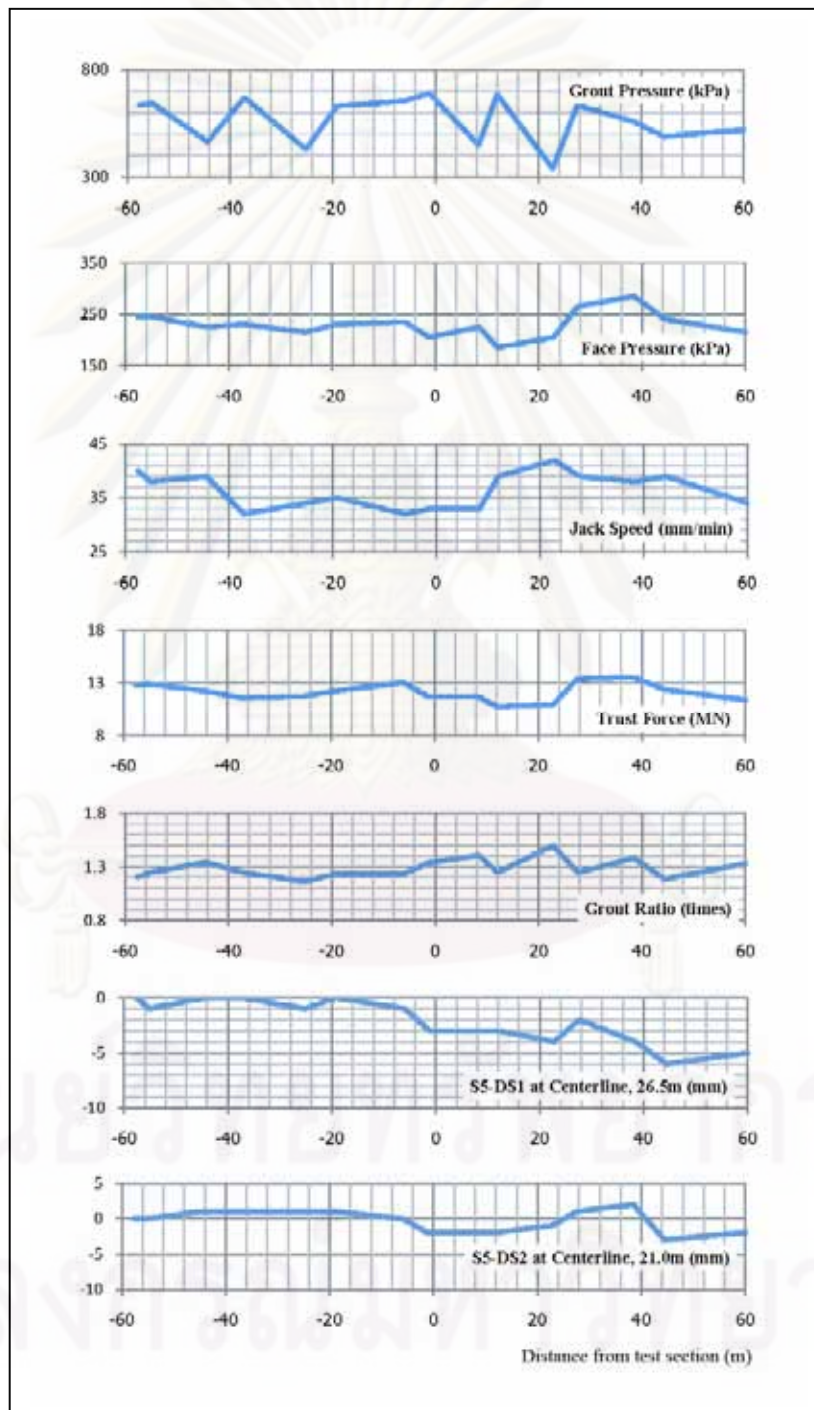 800
Grout Pressure (kPa)
300
-60 -40 -20 0 20 40 60
350
250
Face Pressure (kPa)
150
-60 -40 -20 0 20 40 60
45
35
Jack Speed (mm/min)
25
-60 -40 -20 0 20 40 60
18
13
Trust Force (MN)
8
-60 -40 -20 0 20 40 60
1.8
1.3
Grout Ratio (times)
0.8
-60 -40 -20 0 20 40 60
0
-5
S5-DS1 at Centerline, 26.5m (mm)
-10
-60 -40 -20 0 20 40 60
5
0
-5
S5-DS2 at Centerline, 21.0m (mm)
-10
-60 -40 -20 0 20 40 60
Distance from test section (m)